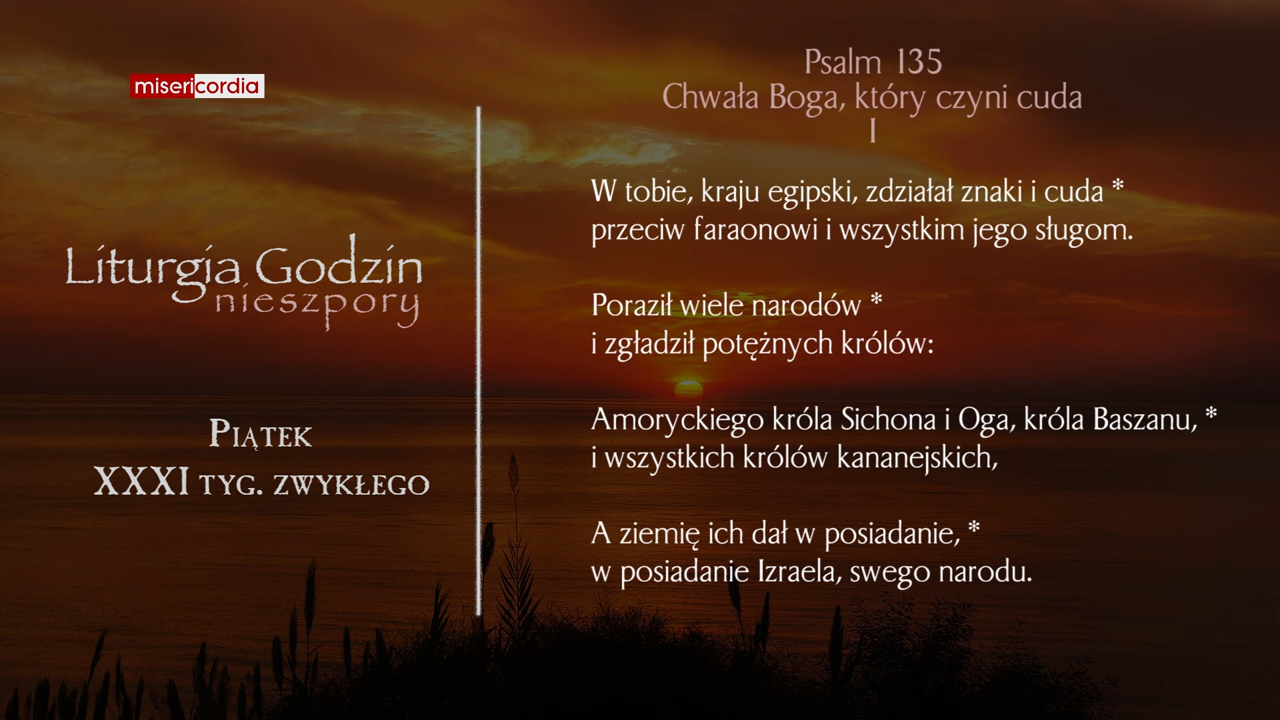 misericordia
Liturgia Godzin
nieszpory
Piątek
XXXI tyg. zwykłego
Psalm 135
Chwała Boga, który czyni cuda
I
W tobie, kraju egipski, zdziałał znaki i cuda *
przeciw faraonowi i wszystkim jego sługom.
Poraził wiele narodów *
i zgładził potężnych królów:
Amoryckiego króla Sichona i Oga, króla Baszanu, *
i wszystkich królów kananejskich,
A ziemię ich dał w posiadanie, *
w posiadanie Izraela, swego narodu.